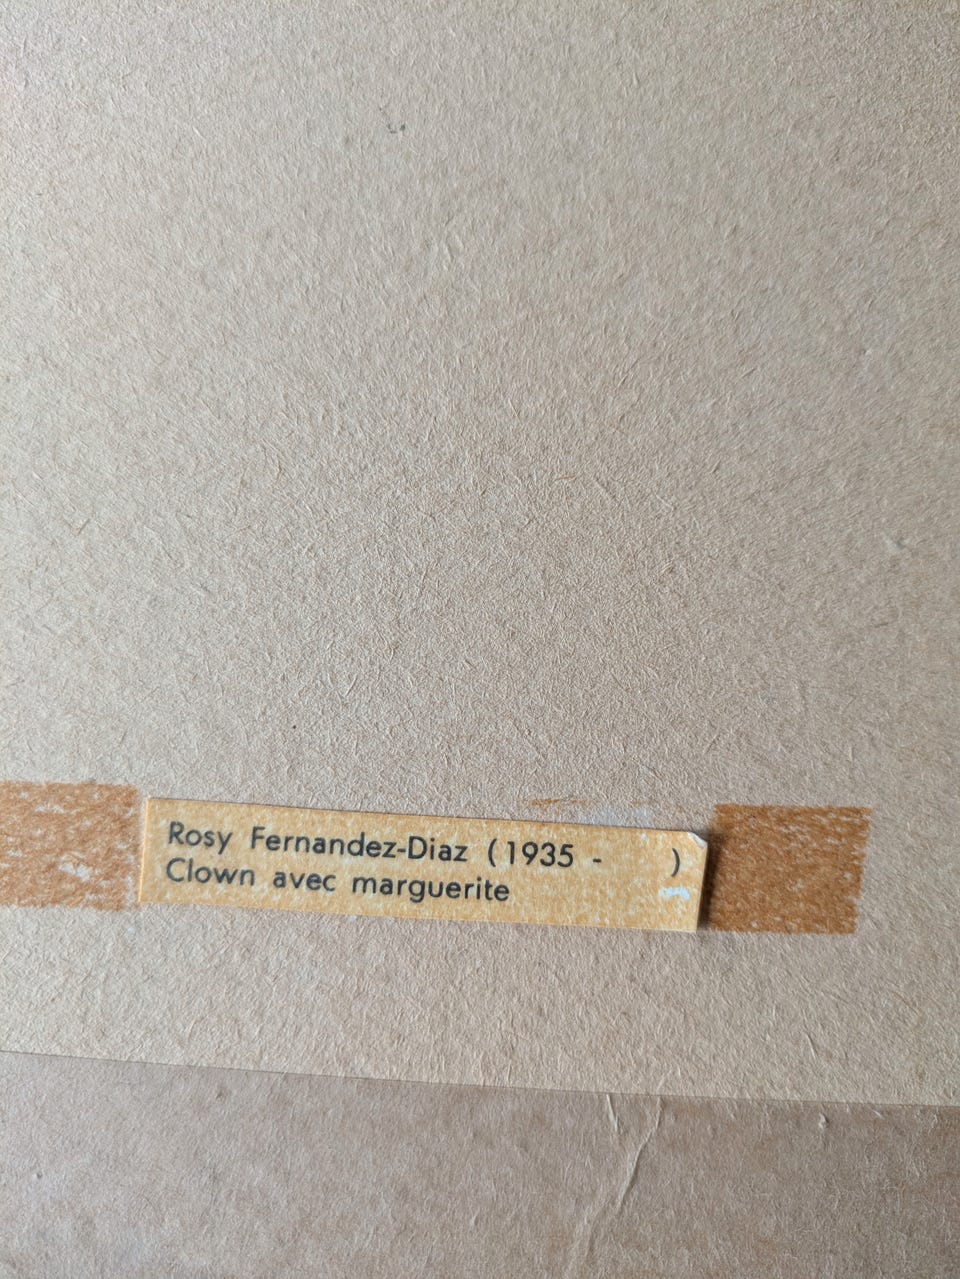 Rosy Fernandez-Diaz (1935 - )
Clown avec marguerite